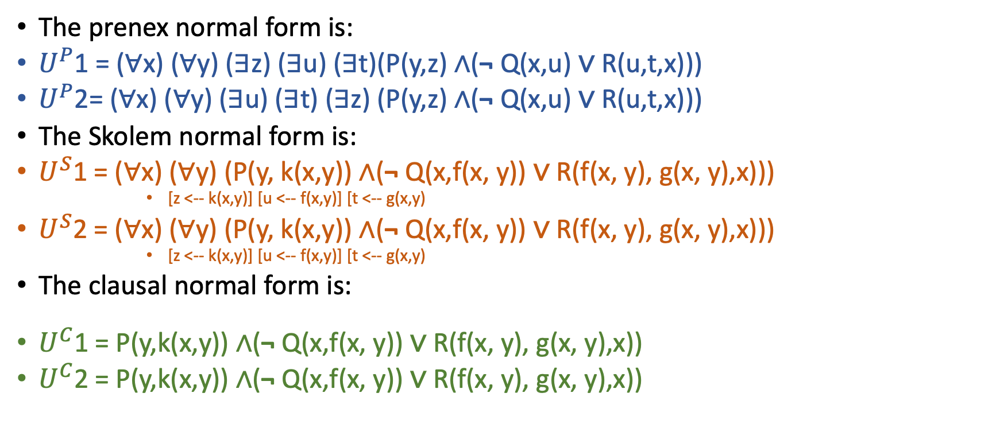 • The prenex normal form is:
• U^P1 = (∀x) (∀y) (∃z) (∃u) (∃t)(P(y,z) ∧(¬ Q(x,u) ∨ R(u,t,x)))
• U^P2= (∀x) (∀y) (∃u) (∃t) (∃z) (P(y,z) ∧(¬ Q(x,u) ∨ R(u,t,x)))
• The Skolem normal form is:
• U^S1 = (∀x) (∀y) (P(y, k(x,y)) ∧(¬ Q(x,f(x, y)) ∨ R(f(x, y), g(x, y),x)))
• [z <-- k(x,y)] [u <-- f(x,y)] [t <-- g(x,y)
• U^S2 = (∀x) (∀y) (P(y, k(x,y)) ∧(¬ Q(x,f(x, y)) ∨ R(f(x, y), g(x, y),x)))
• [z <-- k(x,y)] [u <-- f(x,y)] [t <-- g(x,y)
• The clausal normal form is:
• U^C1 = P(y,k(x,y)) ∧(¬ Q(x,f(x, y)) ∨ R(f(x, y), g(x, y),x))
• U^C2 = P(y,k(x,y)) ∧(¬ Q(x,f(x, y)) ∨ R(f(x, y), g(x, y),x))